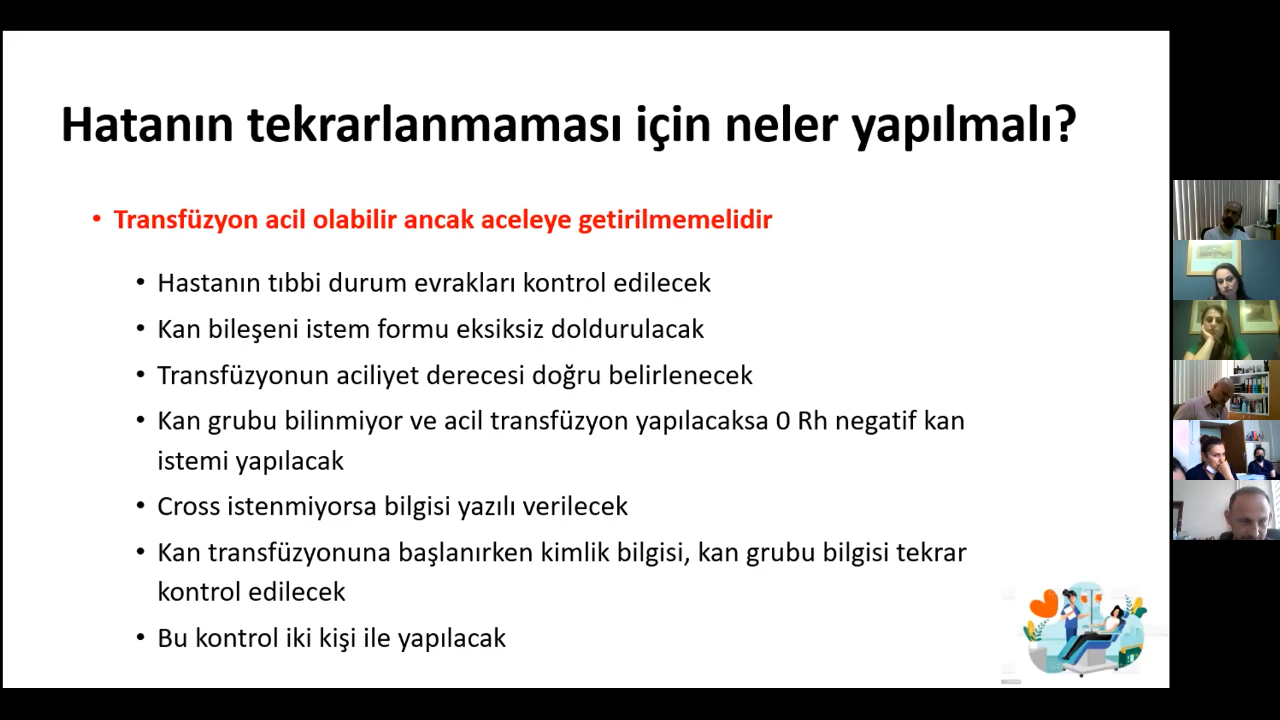 Hatanın tekrarlanmaması için neler yapılmalı?
• Transfüzyon acil olabilir ancak aceleye getirilmemelidir
• Hastanın tıbbi durum evrakları kontrol edilecek
• Kan bileşeni istem formu eksiksiz doldurulacak
• Transfüzyonun aciliyet derecesi doğru belirlenecek
• Kan grubu bilinmiyor ve acil transfüzyon yapılacaksa 0 Rh negatif kan
istemi yapılacak
• Cross istenmiyorsa bilgisi yazılı verilecek
• Kan transfüzyonuna başlanırken kimlik bilgisi, kan grubu bilgisi tekrar
kontrol edilecek
• Bu kontrol iki kişi ile yapılacak